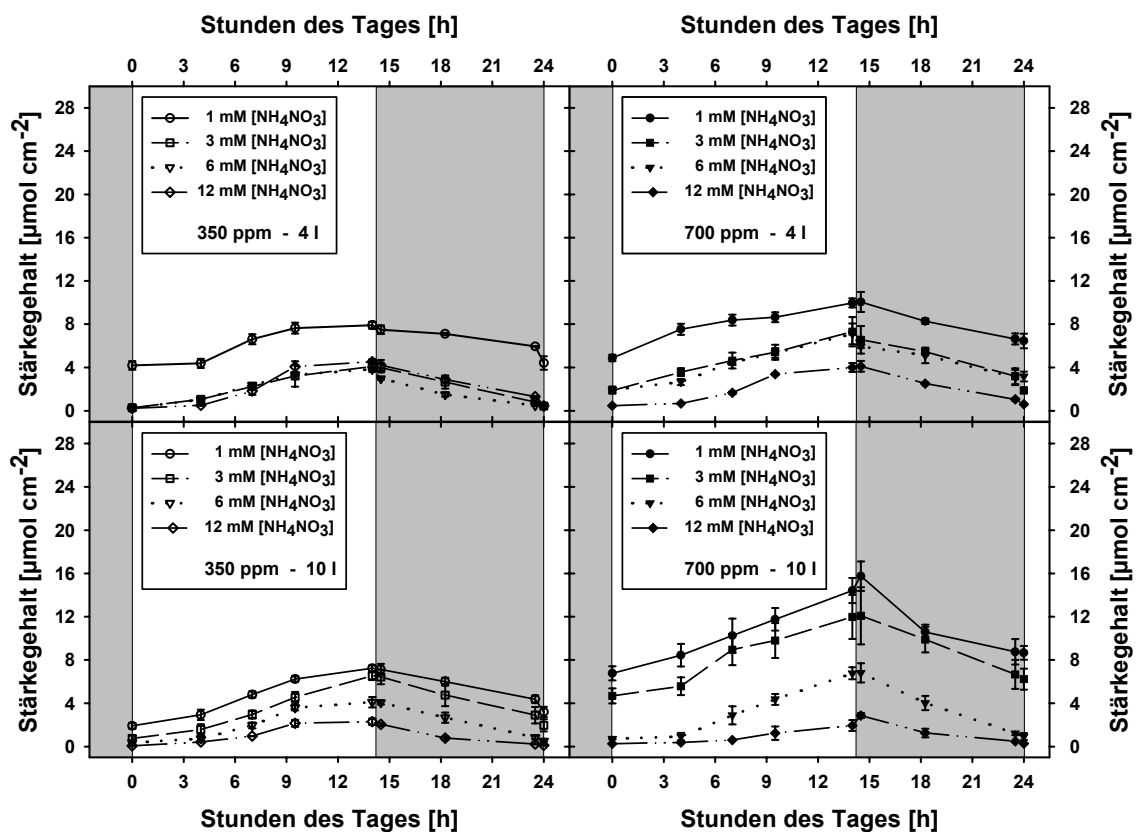 Stunden des Tages [h]
Stunden des Tages [h]
0 3 6 9 12 15 18 21 24
0 3 6 9 12 15 18 21 24
Stärkegehalt [µmol cm⁻²]
28
24
20
16
12
8
4
0
1 mM [NH₄NO₃]
3 mM [NH₄NO₃]
6 mM [NH₄NO₃]
12 mM [NH₄NO₃]
350 ppm - 4 l
1 mM [NH₄NO₃]
3 mM [NH₄NO₃]
6 mM [NH₄NO₃]
12 mM [NH₄NO₃]
700 ppm - 4 l
28
24
20
16
12
8
4
0
Stärkegehalt [µmol cm⁻²]
Stärkegehalt [µmol cm⁻²]
28
24
20
16
12
8
4
0
1 mM [NH₄NO₃]
3 mM [NH₄NO₃]
6 mM [NH₄NO₃]
12 mM [NH₄NO₃]
350 ppm - 10 l
1 mM [NH₄NO₃]
3 mM [NH₄NO₃]
6 mM [NH₄NO₃]
12 mM [NH₄NO₃]
700 ppm - 10 l
28
24
20
16
12
8
4
0
Stärkegehalt [µmol cm⁻²]
0 3 6 9 12 15 18 21 24
0 3 6 9 12 15 18 21 24
Stunden des Tages [h]
Stunden des Tages [h]